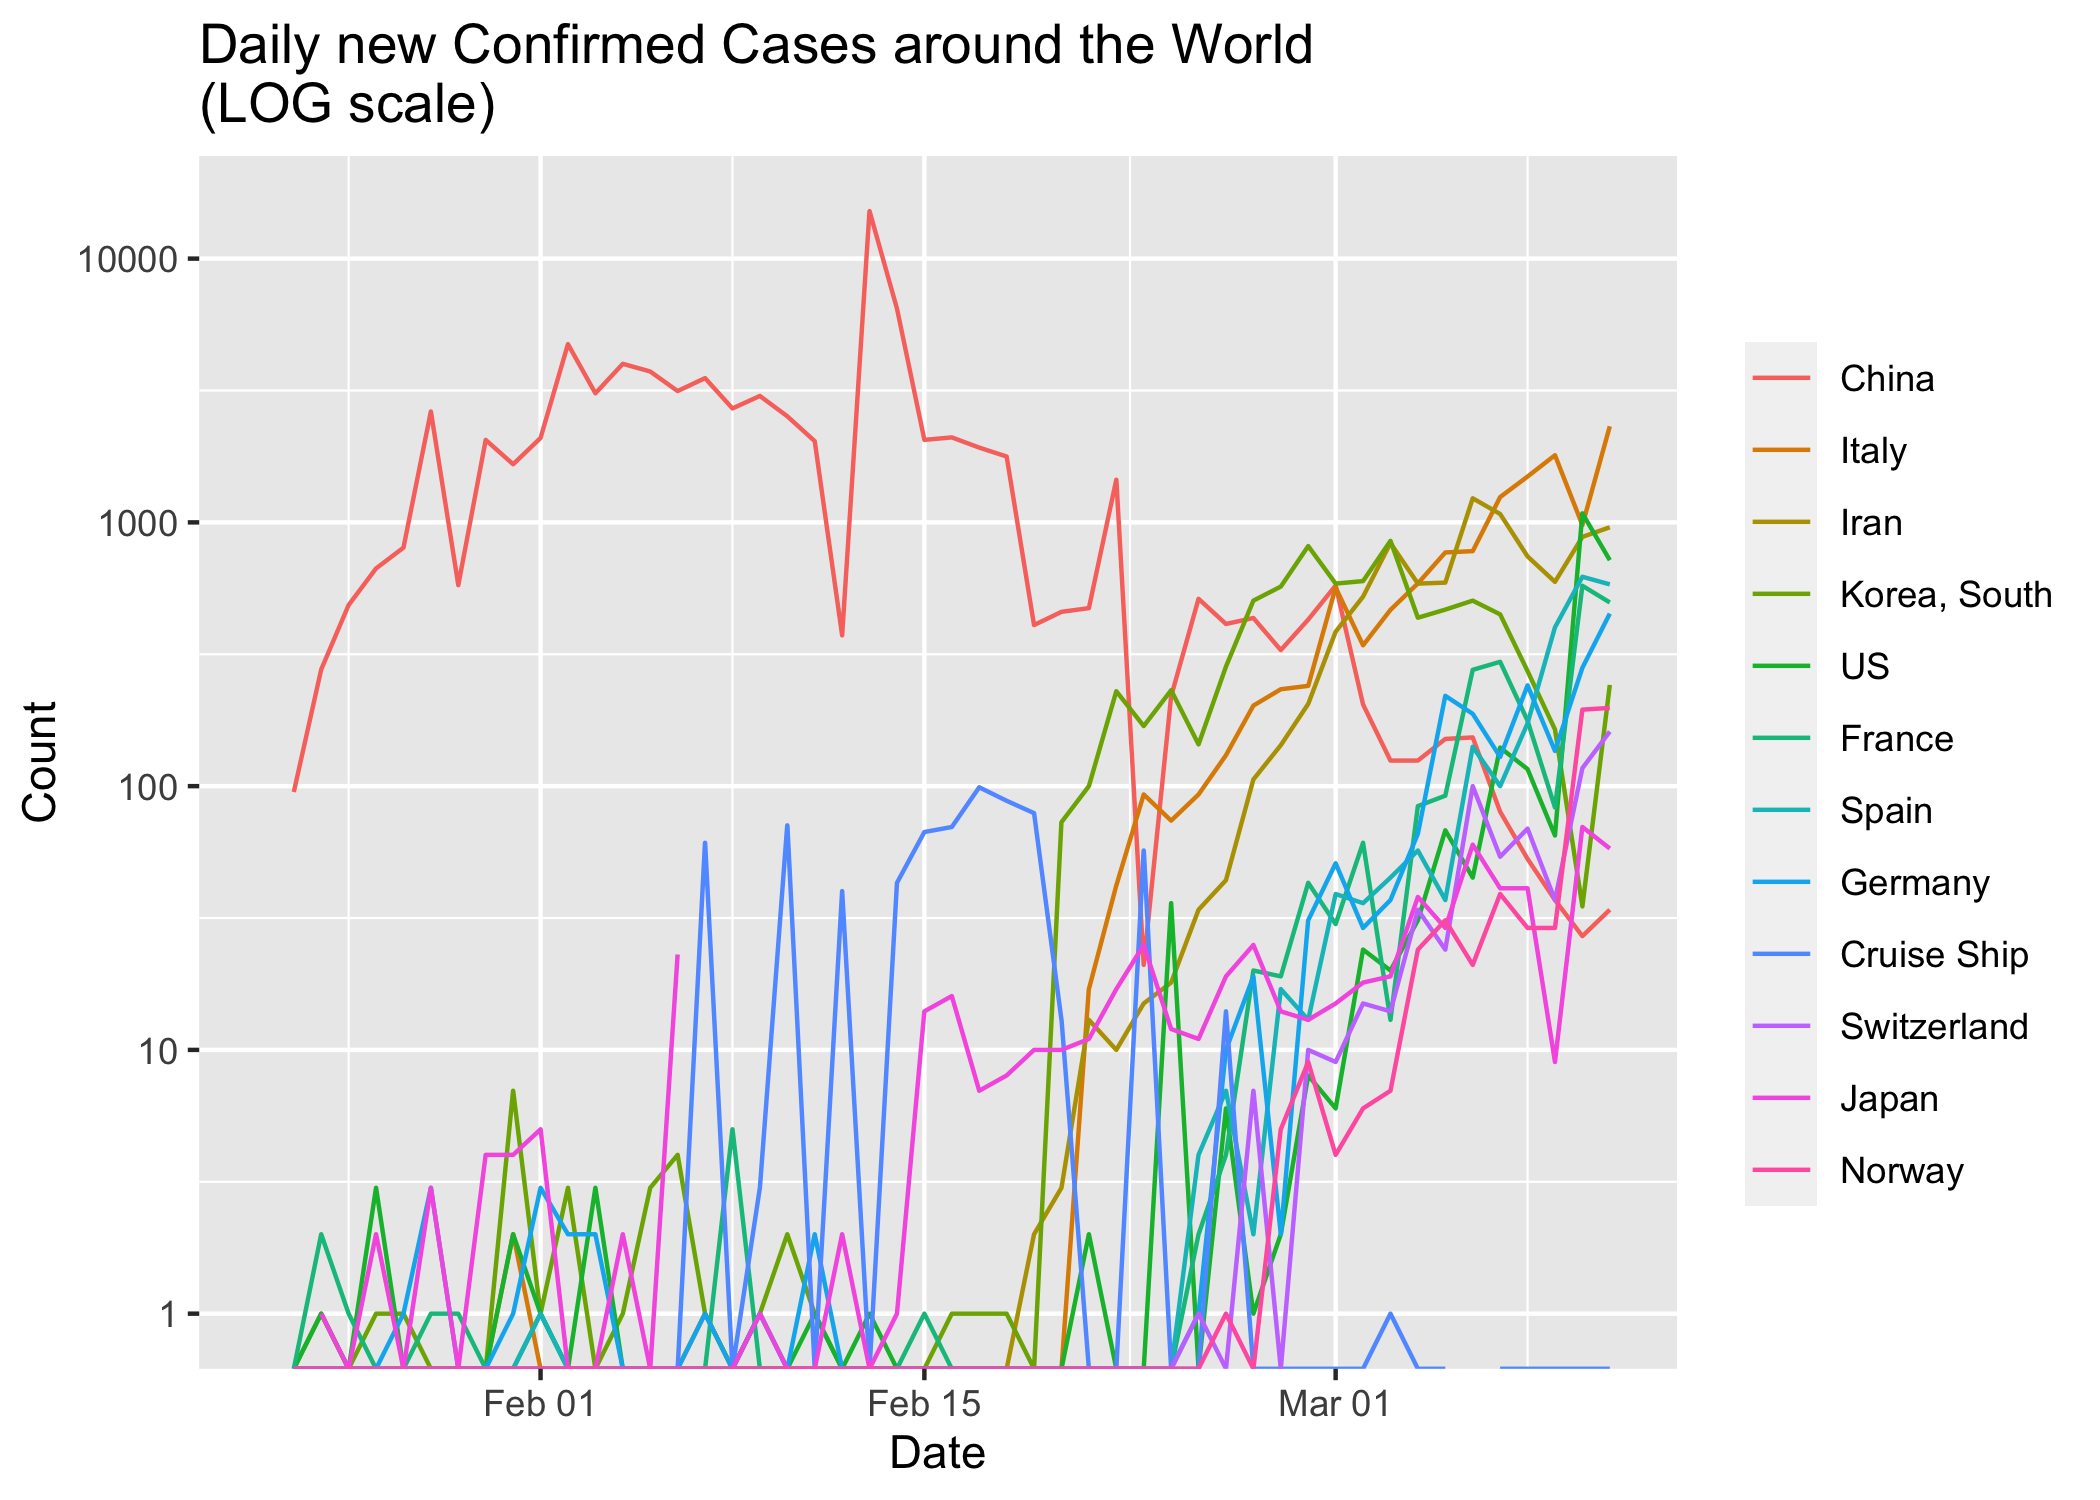 Daily new Confirmed Cases around the World
(LOG scale)
10000
1000
100
10
1
Count
Feb 01
Feb 15
Mar 01
Date
China
Italy
Iran
Korea, South
US
France
Spain
Germany
Cruise Ship
Switzerland
Japan
Norway